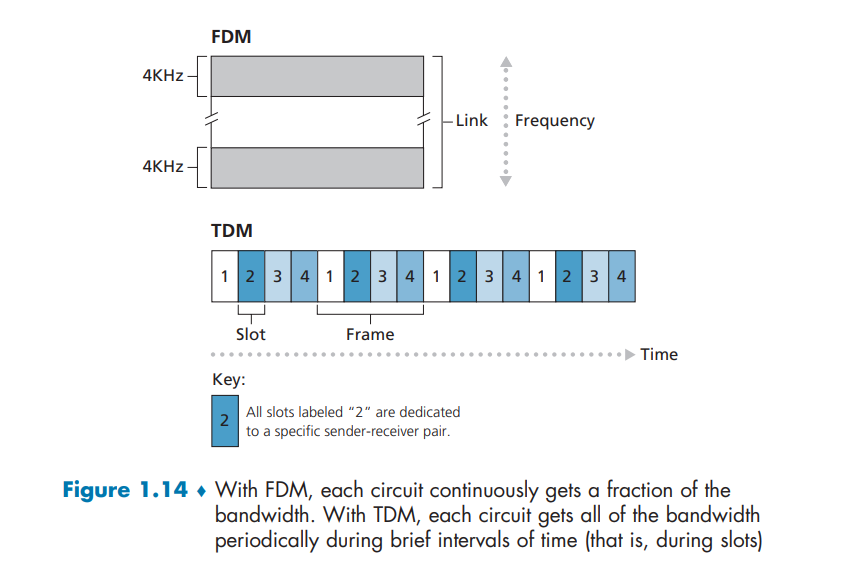 FDM
4KHz
Link
Frequency
4KHz
TDM
1 2 3 4 1 2 3 4 1 2 3 4 1 2 3 4
Slot
Frame
Time
Key:
2
All slots labeled “2” are dedicated
to a specific sender-receiver pair.
Figure 1.14 ♦ With FDM, each circuit continuously gets a fraction of the
bandwidth. With TDM, each circuit gets all of the bandwidth
periodically during brief intervals of time (that is, during slots)